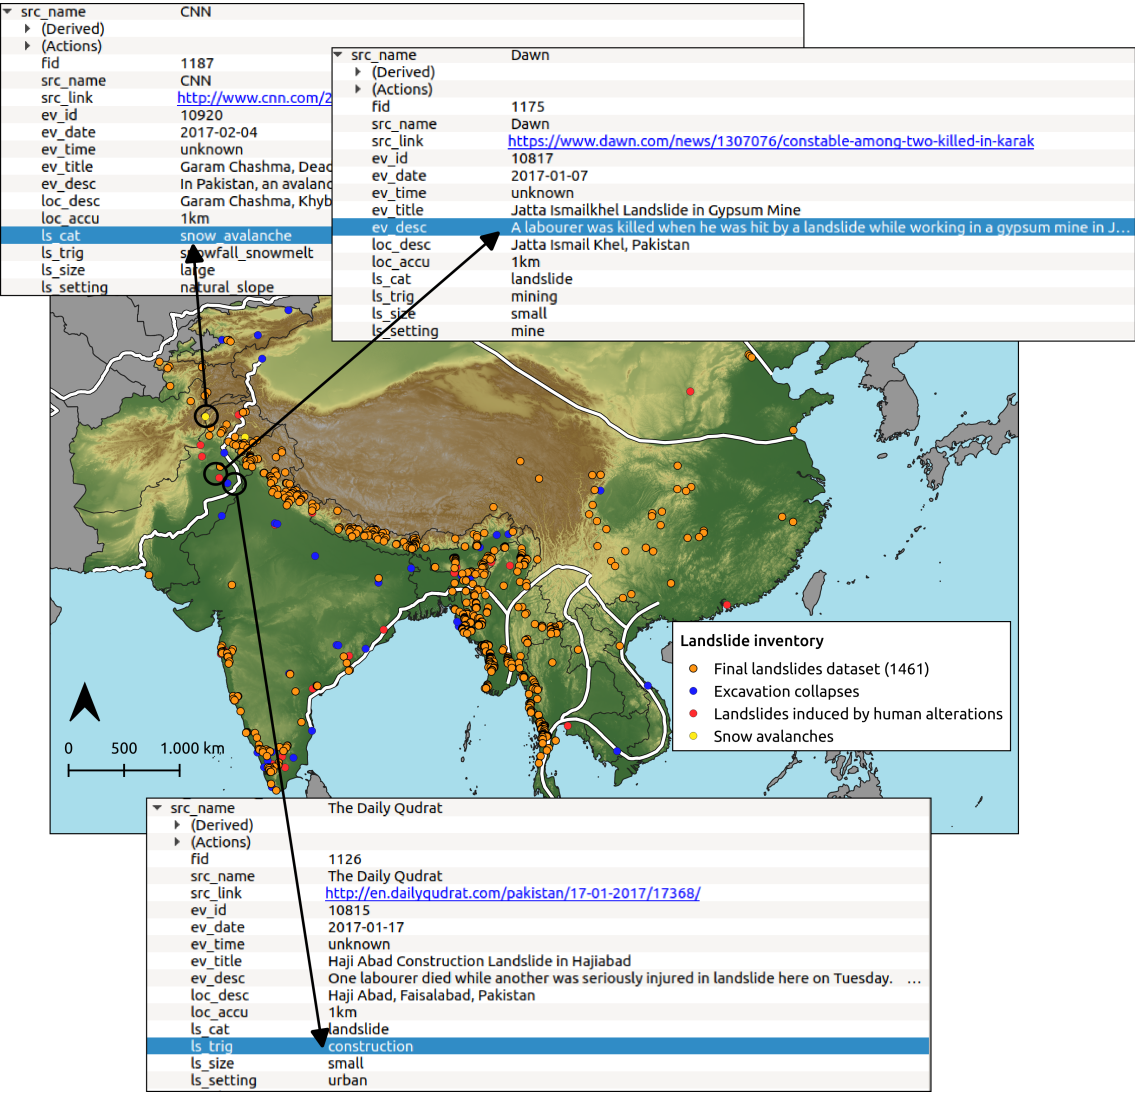 src_name CNN
(Derived)
(Actions)
fid 1187
src_name CNN
src_link http://www.cnn.com/2
ev_id 10920
ev_date 2017-02-04
ev_time unknown
ev_title Garam Chashma, Deac
ev_desc In Pakistan, an avalanc
loc_desc Garam Chashma, Khyb
loc_accu 1km
ls_cat snow_avalanche
ls_trig snowfall_snowmelt
ls_size large
ls_setting natural_slope
src_name Dawn
(Derived)
(Actions)
fid 1175
src_name Dawn
src_link https://www.dawn.com/news/1307076/constable-among-two-killed-in-karak
ev_id 10817
ev_date 2017-01-07
ev_time unknown
ev_title Jatta Ismailkhel Landslide in Gypsum Mine
ev_desc A labourer was killed when he was hit by a landslide while working in a gypsum mine in J...
loc_desc Jatta Ismail Khel, Pakistan
loc_accu 1km
ls_cat landslide
ls_trig mining
ls_size small
ls_setting mine
Landslide inventory
Final landslides dataset (1461)
Excavation collapses
Landslides induced by human alterations
Snow avalanches
0 500 1.000 km
src_name The Daily Qudrat
(Derived)
(Actions)
fid 1126
src_name The Daily Qudrat
src_link http://en.dailyqudrat.com/pakistan/17-01-2017/17368/
ev_id 10815
ev_date 2017-01-17
ev_time unknown
ev_title Haji Abad Construction Landslide in Hajiabad
ev_desc One labourer died while another was seriously injured in landslide here on Tuesday. ...
loc_desc Haji Abad, Faisalabad, Pakistan
loc_accu 1km
ls_cat landslide
ls_trig construction
ls_size small
ls_setting urban